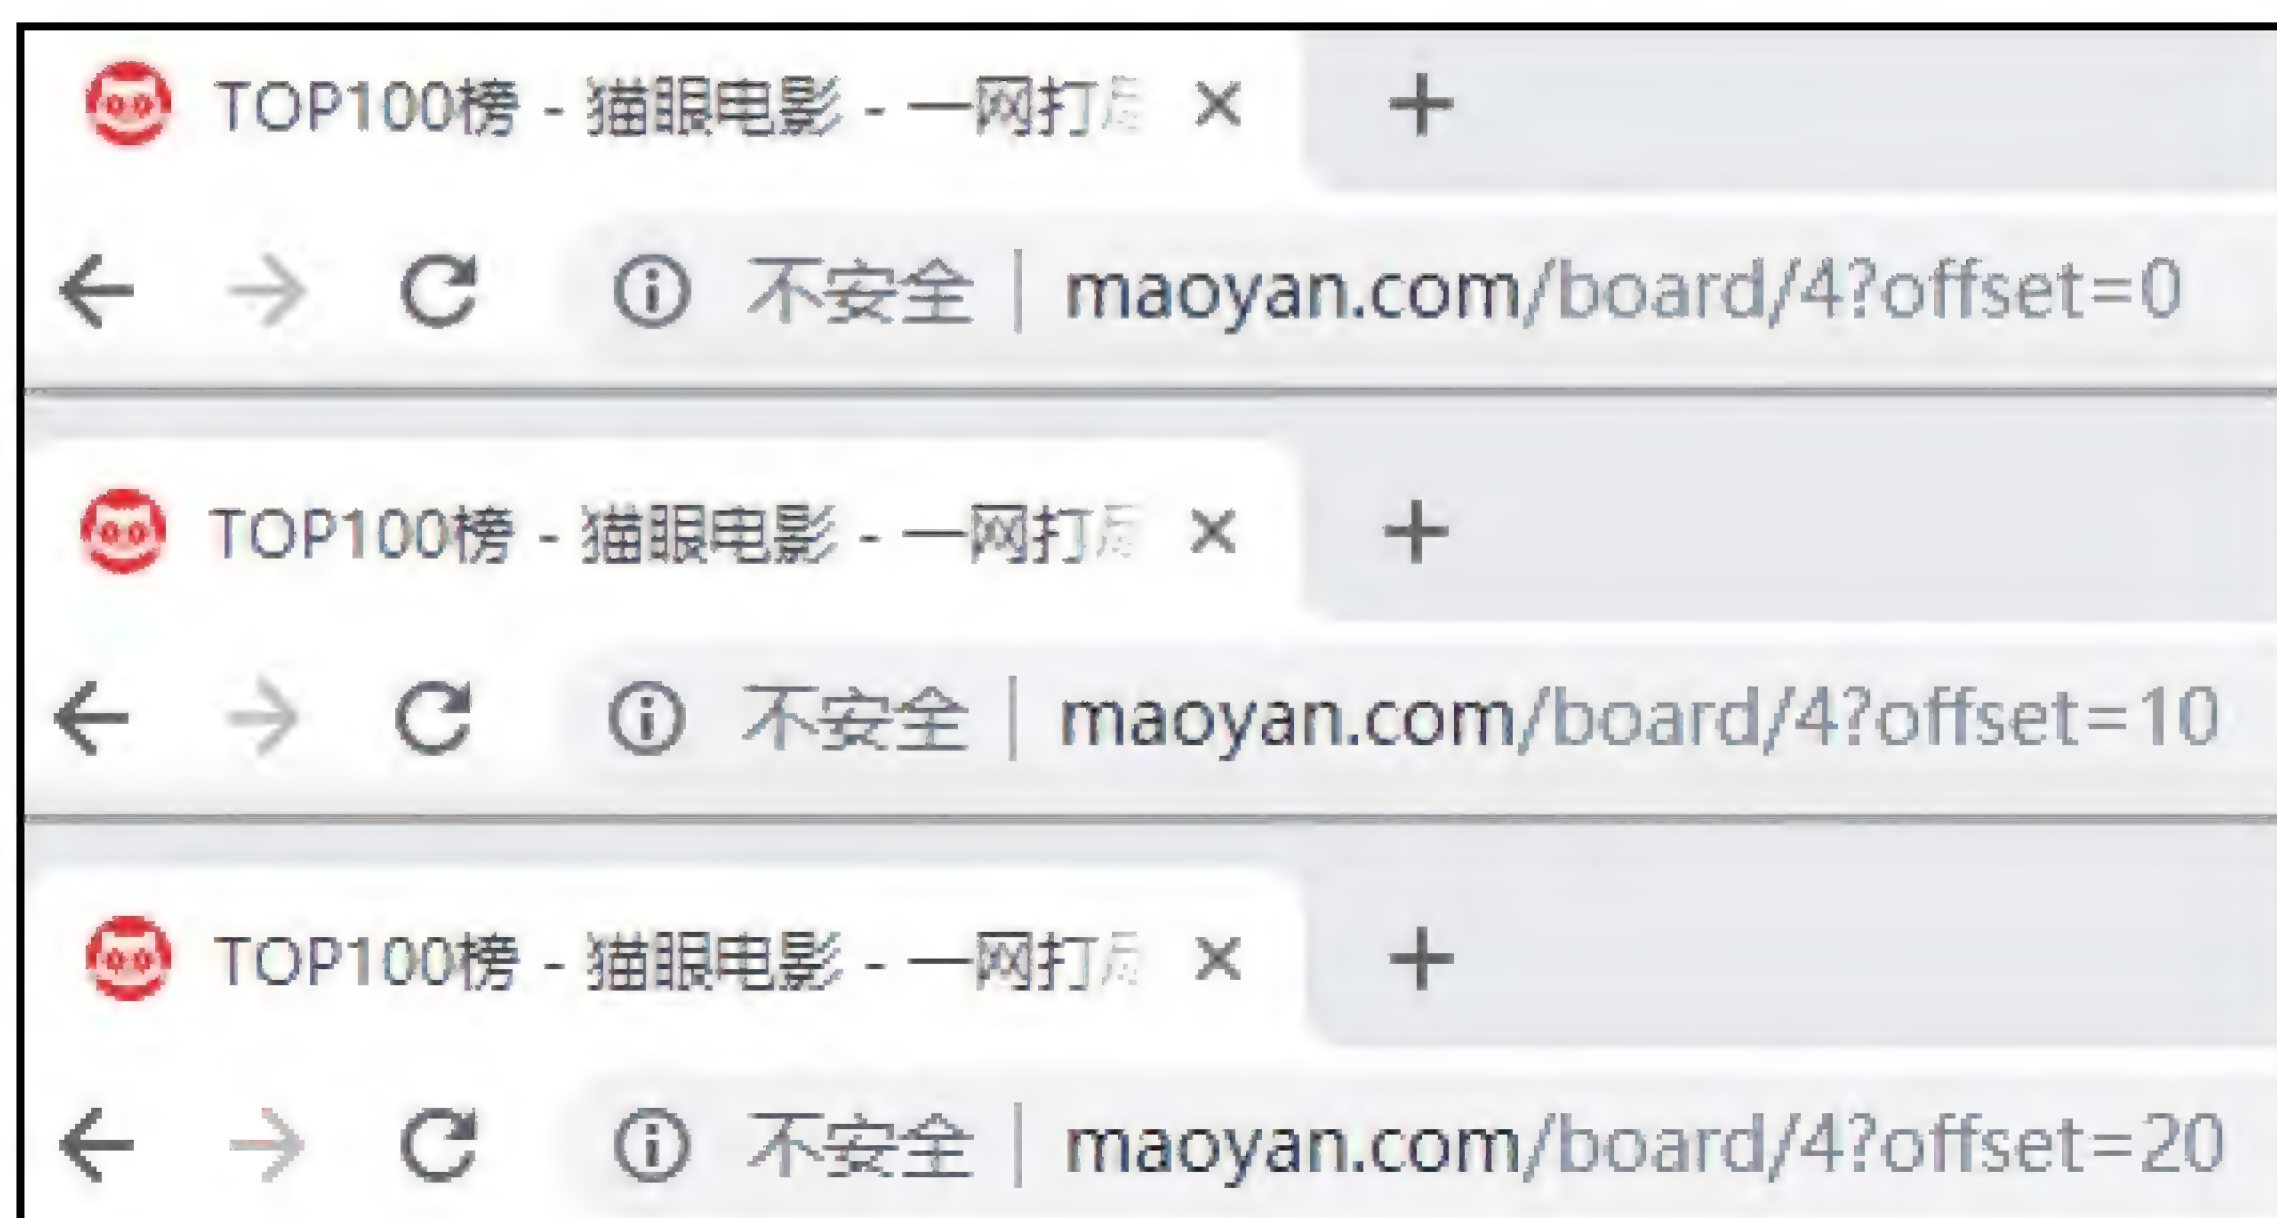 TOP100榜 - 猫眼电影 - 一网打
不安全 | maoyan.com/board/4?offset=0
TOP100榜 - 猫眼电影 - 一网打
不安全 | maoyan.com/board/4?offset=10
TOP100榜 - 猫眼电影 - 一网打
不安全 | maoyan.com/board/4?offset=20